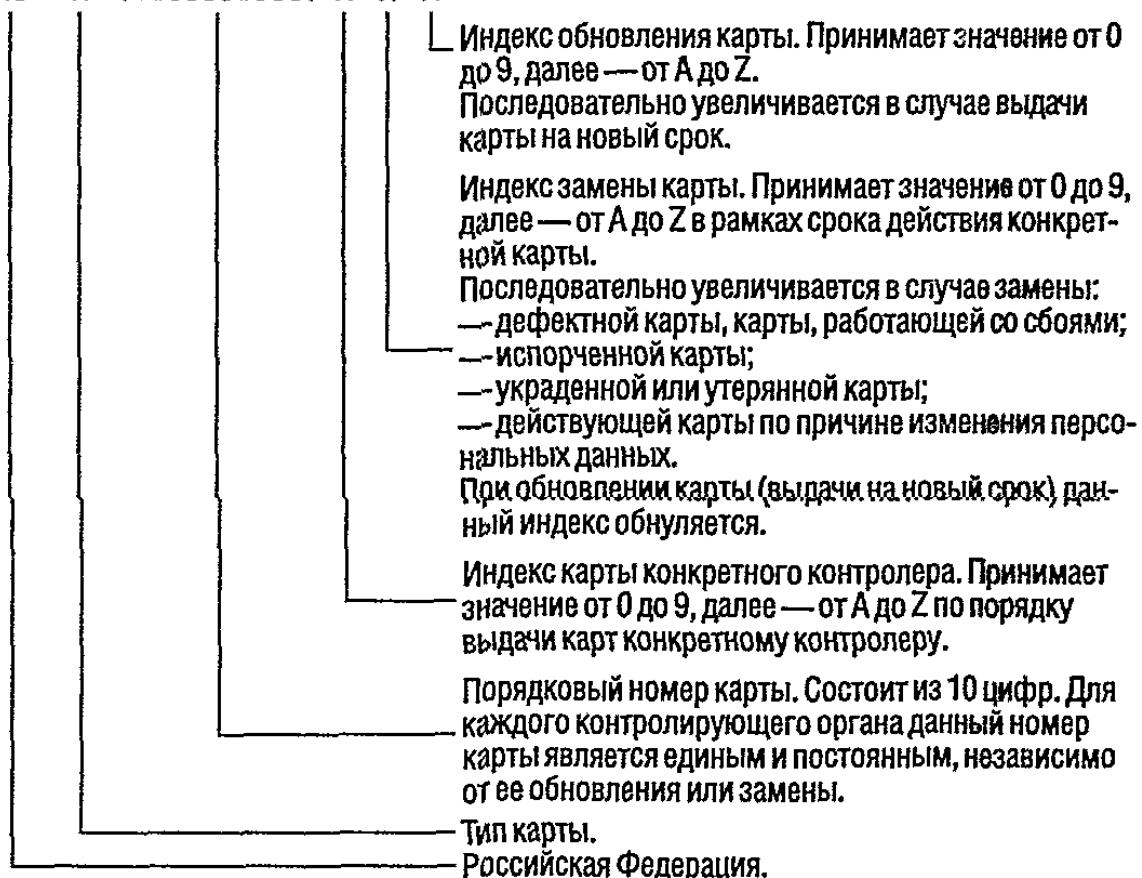 Индекс обновления карты. Принимает значение от 0
до 9, далее — от A до Z.
Последовательно увеличивается в случае выдачи
карты на новый срок.
Индекс замены карты. Принимает значение от 0 до 9,
далее — от A до Z в рамках срока действия конкрет-
ной карты.
Последовательно увеличивается в случае замены:
— дефектной карты, карты, работающей со сбоями;
— испорченной карты;
— украденной или утерянной карты;
— действующей карты по причине изменения персо-
нальных данных.
При обновлении карты (выдачи на новый срок) дан-
ный индекс обнуляется.
Индекс карты конкретного контролера. Принимает
значение от 0 до 9, далее — от A до Z по порядку
выдачи карт конкретному контролеру.
Порядковый номер карты. Состоит из 10 цифр. Для
каждого контролирующего органа данный номер
карты является единым и постоянным, независимо
от ее обновления или замены.
Тип карты.
Российская Федерация.